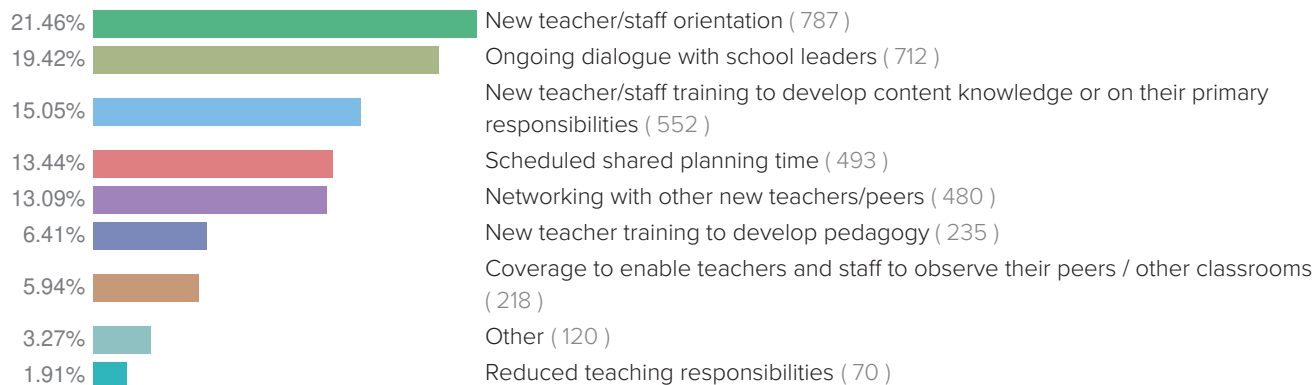 21.46% New teacher/staff orientation ( 787 )
19.42% Ongoing dialogue with school leaders ( 712 )
15.05% New teacher/staff training to develop content knowledge or on their primary
responsibilities ( 552 )
13.44% Scheduled shared planning time ( 493 )
13.09% Networking with other new teachers/peers ( 480 )
6.41% New teacher training to develop pedagogy ( 235 )
5.94% Coverage to enable teachers and staff to observe their peers / other classrooms
( 218 )
3.27% Other ( 120 )
1.91% Reduced teaching responsibilities ( 70 )